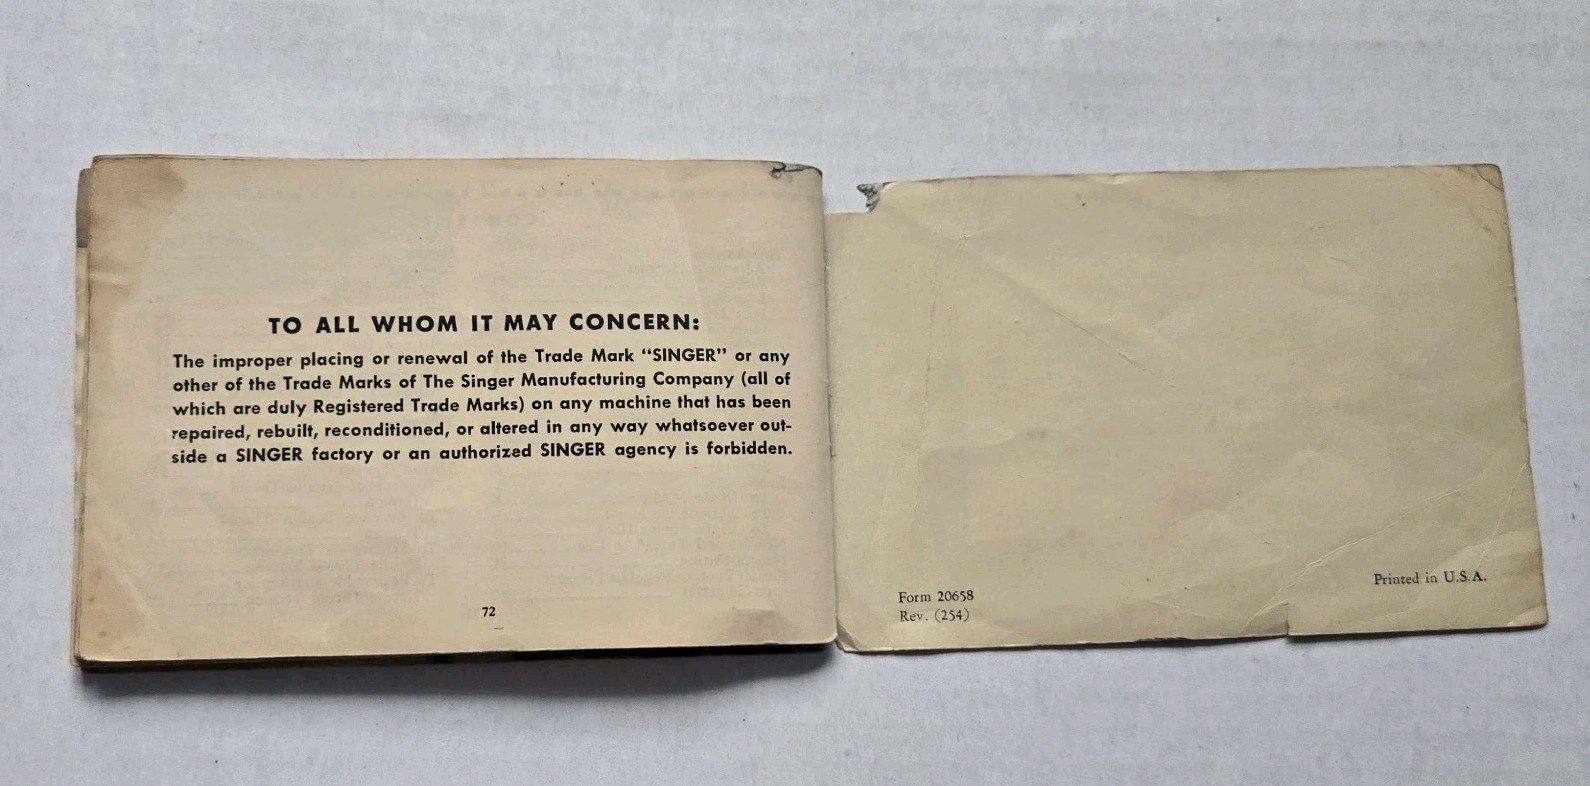 TO ALL WHOM IT MAY CONCERN:
The improper placing or renewal of the Trade Mark “SINGER” or any
other of the Trade Marks of The Singer Manufacturing Company (all of
which are duly Registered Trade Marks) on any machine that has been
repaired, rebuilt, reconditioned, or altered in any way whatsoever out-
side a SINGER factory or an authorized SINGER agency is forbidden.
72
Form 20658
Rev. (254)
Printed in U.S.A.